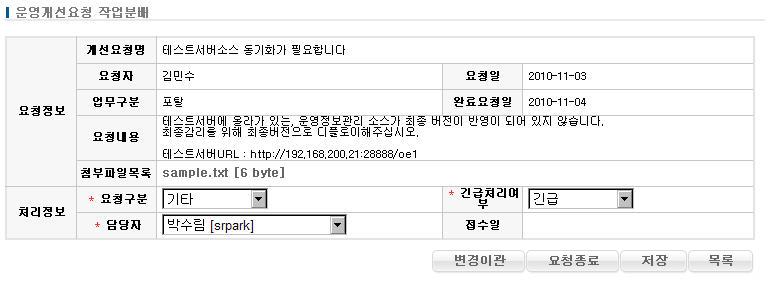 운영개선요청 작업분배
개선요청명 테스트서버소스 동기화가 필요합니다
요청자 김민수 요청일 2010-11-03
요청정보 업무구분 포탈 완료요청일 2010-11-04
요청내용 테스트서버에 올라가 있는, 운영정보관리 소스가 최종 버전이 반영이 되어 있지 않습니다.
최종감리를 위해 최종버전으로 디플로이해주십시오.
테스트서버URL : http://192.168.200.21:28888/oe1
첨부파일목록 sample.txt [6 byte]
처리정보 * 요청구분 기타 * 긴급처리여
부 긴급
* 담당자 박수림 [srpark] 접수일
변경이관 요청종료 저장 목록